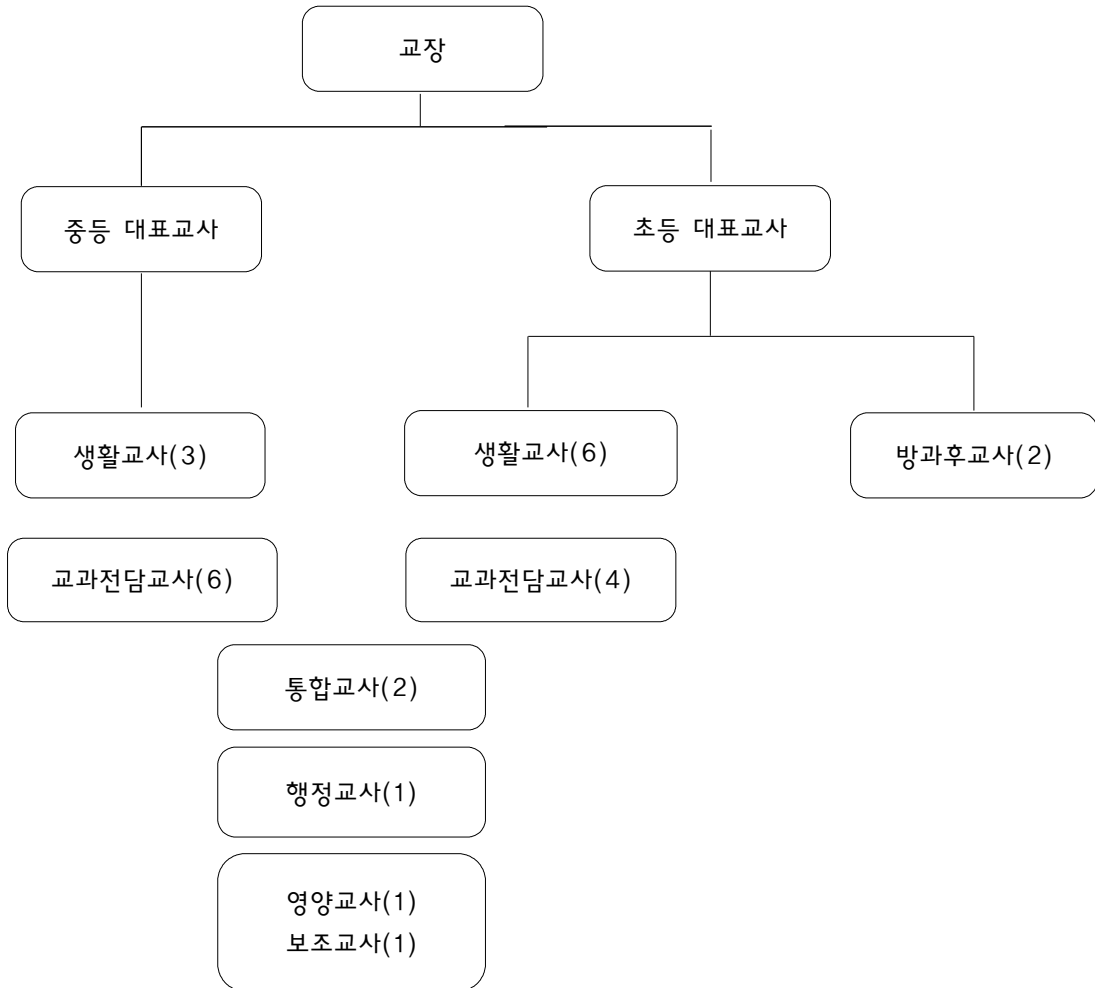 교장
중등 대표교사
초등 대표교사
생활교사(3)
생활교사(6)
방과후교사(2)
교과전담교사(6)
교과전담교사(4)
통합교사(2)
행정교사(1)
영양교사(1)
보조교사(1)